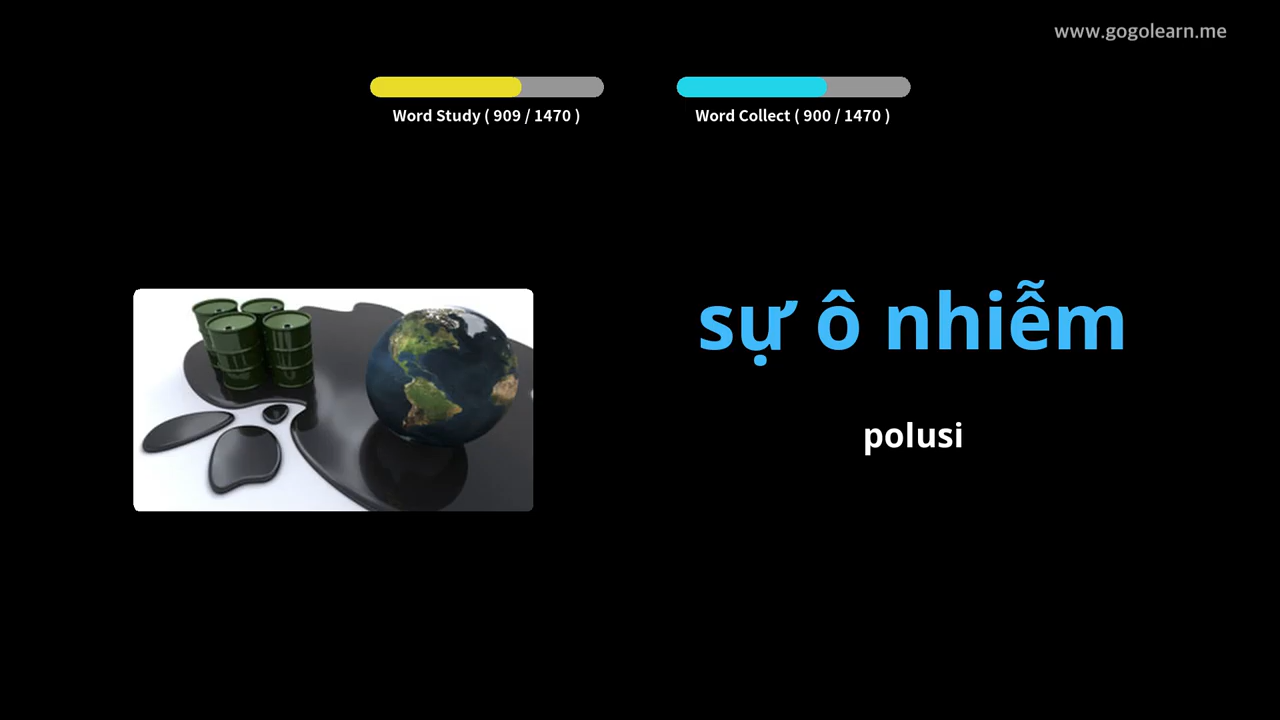 www.gogolearn.me
Word Study ( 909 / 1470 )
Word Collect ( 900 / 1470 )
sự ô nhiễm
polusi